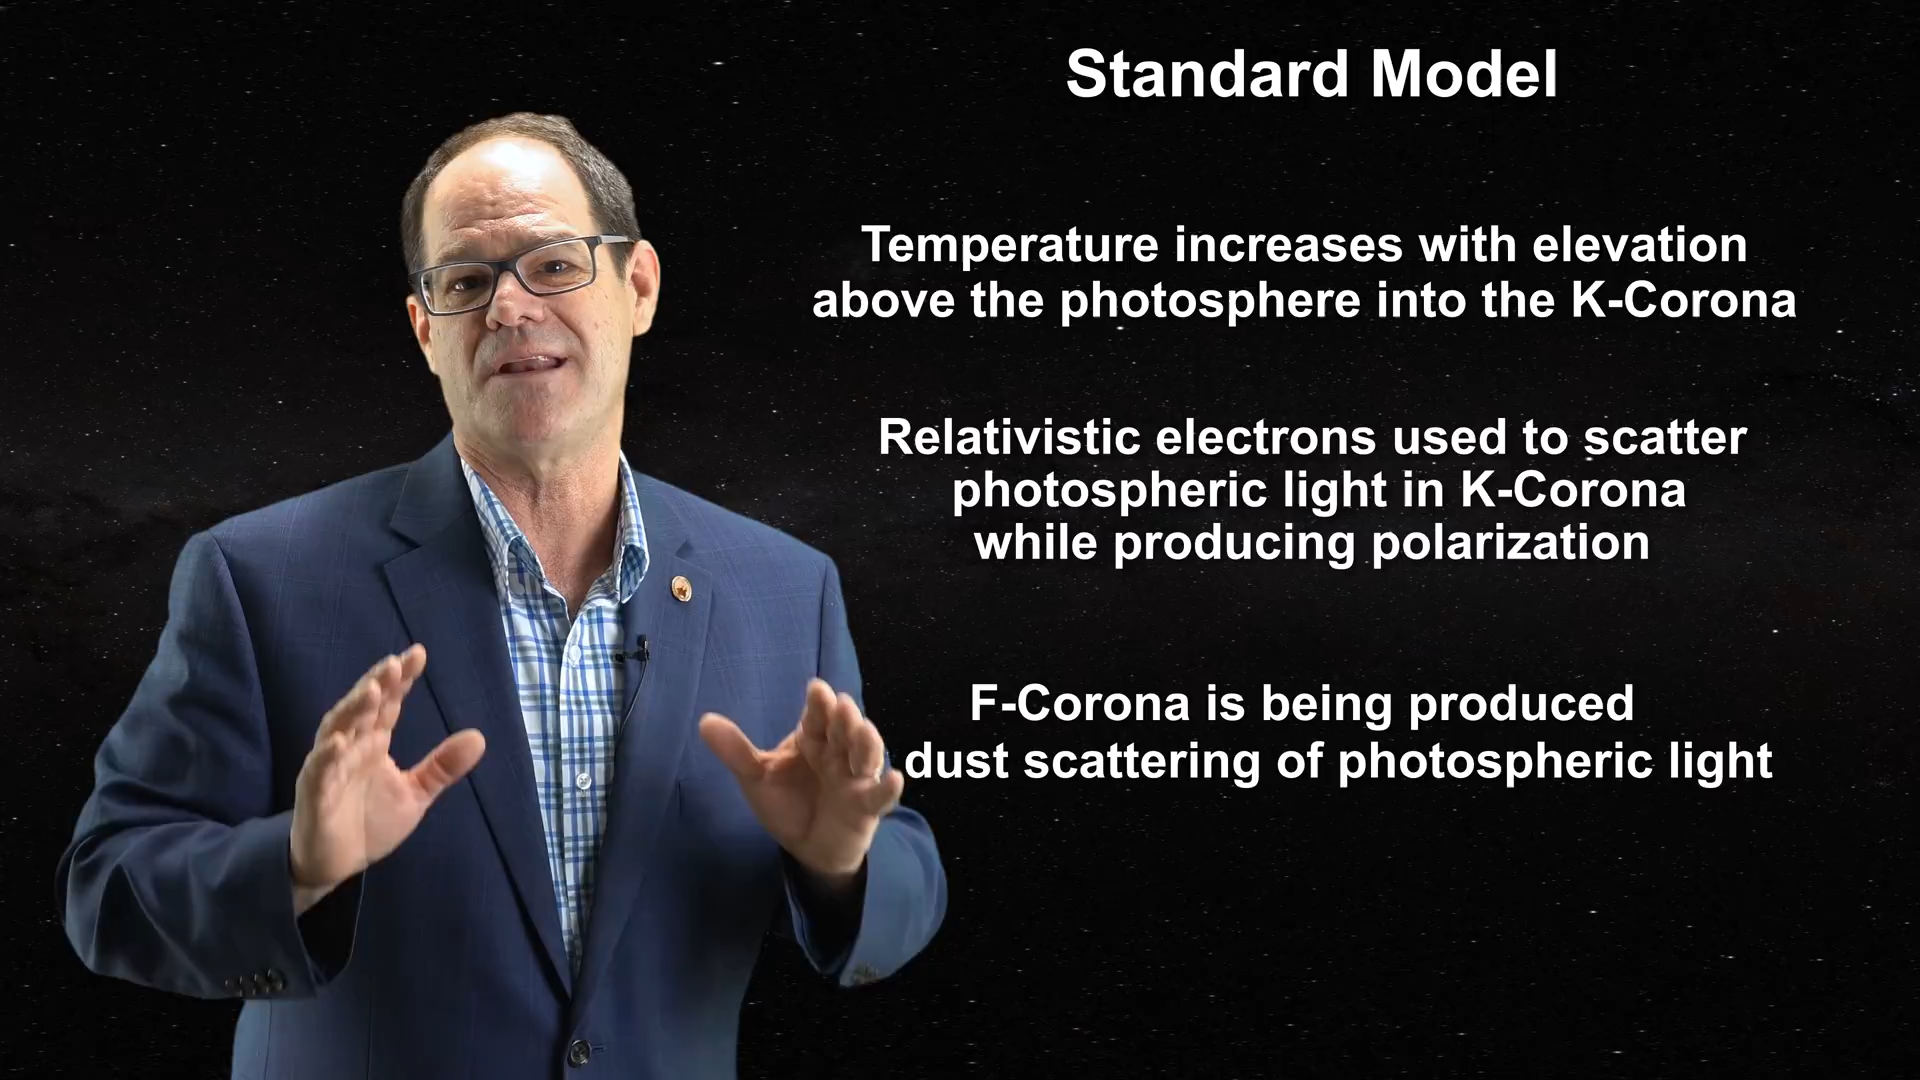 Standard Model
Temperature increases with elevation
above the photosphere into the K-Corona
Relativistic electrons used to scatter
photospheric light in K-Corona
while producing polarization
F-Corona is being produced
dust scattering of photospheric light